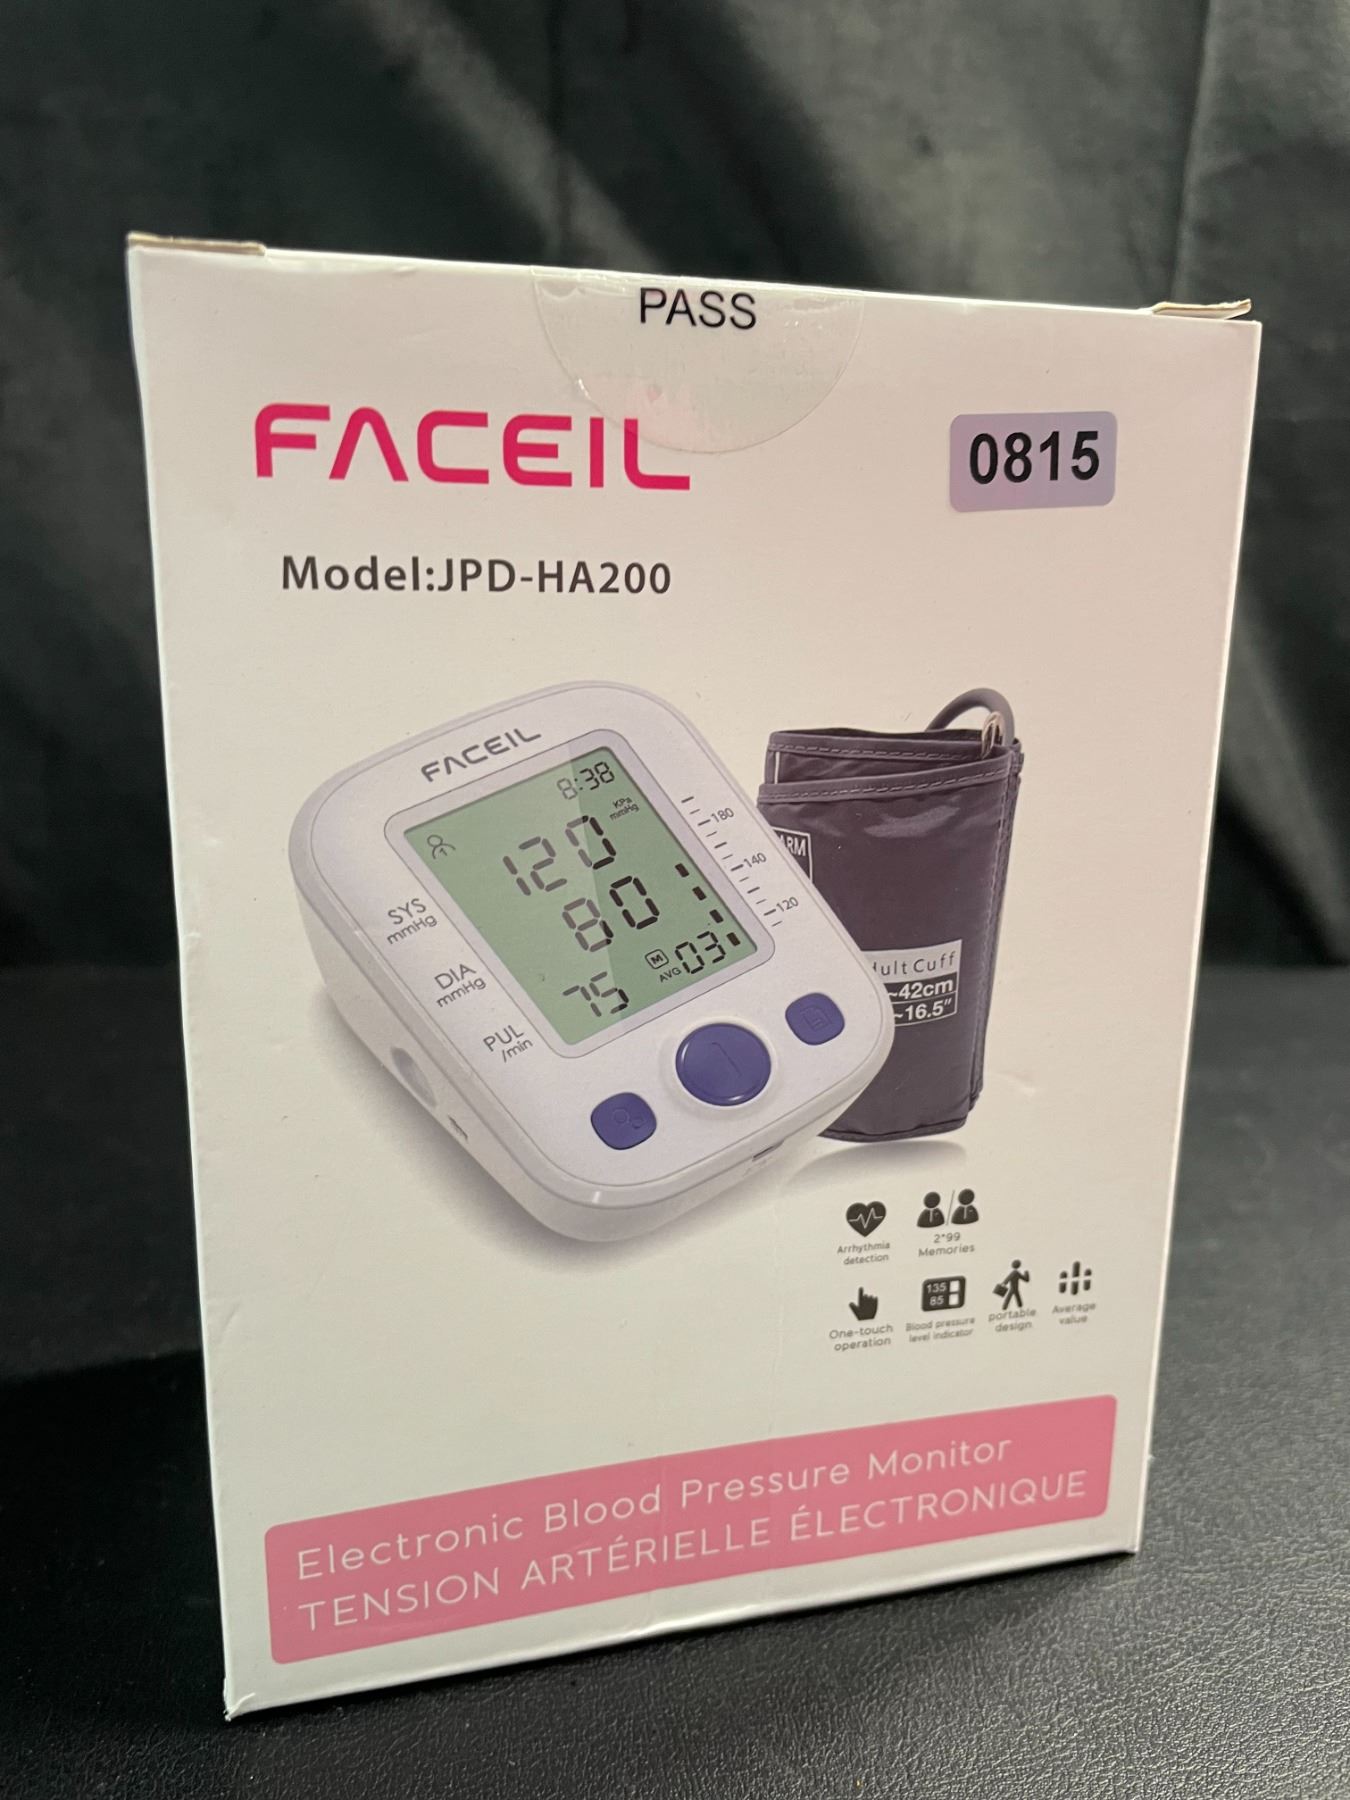 PASS
FACEIL
0815
Model:JPD-HA200
FACEIL
8:38
KPa
mmHg
1
120
80
75
M
AVG
03
SYS
mmHg
DIA
mmHg
PUL
/min
180
140
120
ult Cuff
~42cm
~16.5"
Arrhythmia
detection
2*99
Memories
One-touch
operation
135
85
Blood pressure
level indicator
portable
design
Average
value
Electronic Blood Pressure Monitor
TENSION ARTÉRIELLE ÉLECTRONIQUE